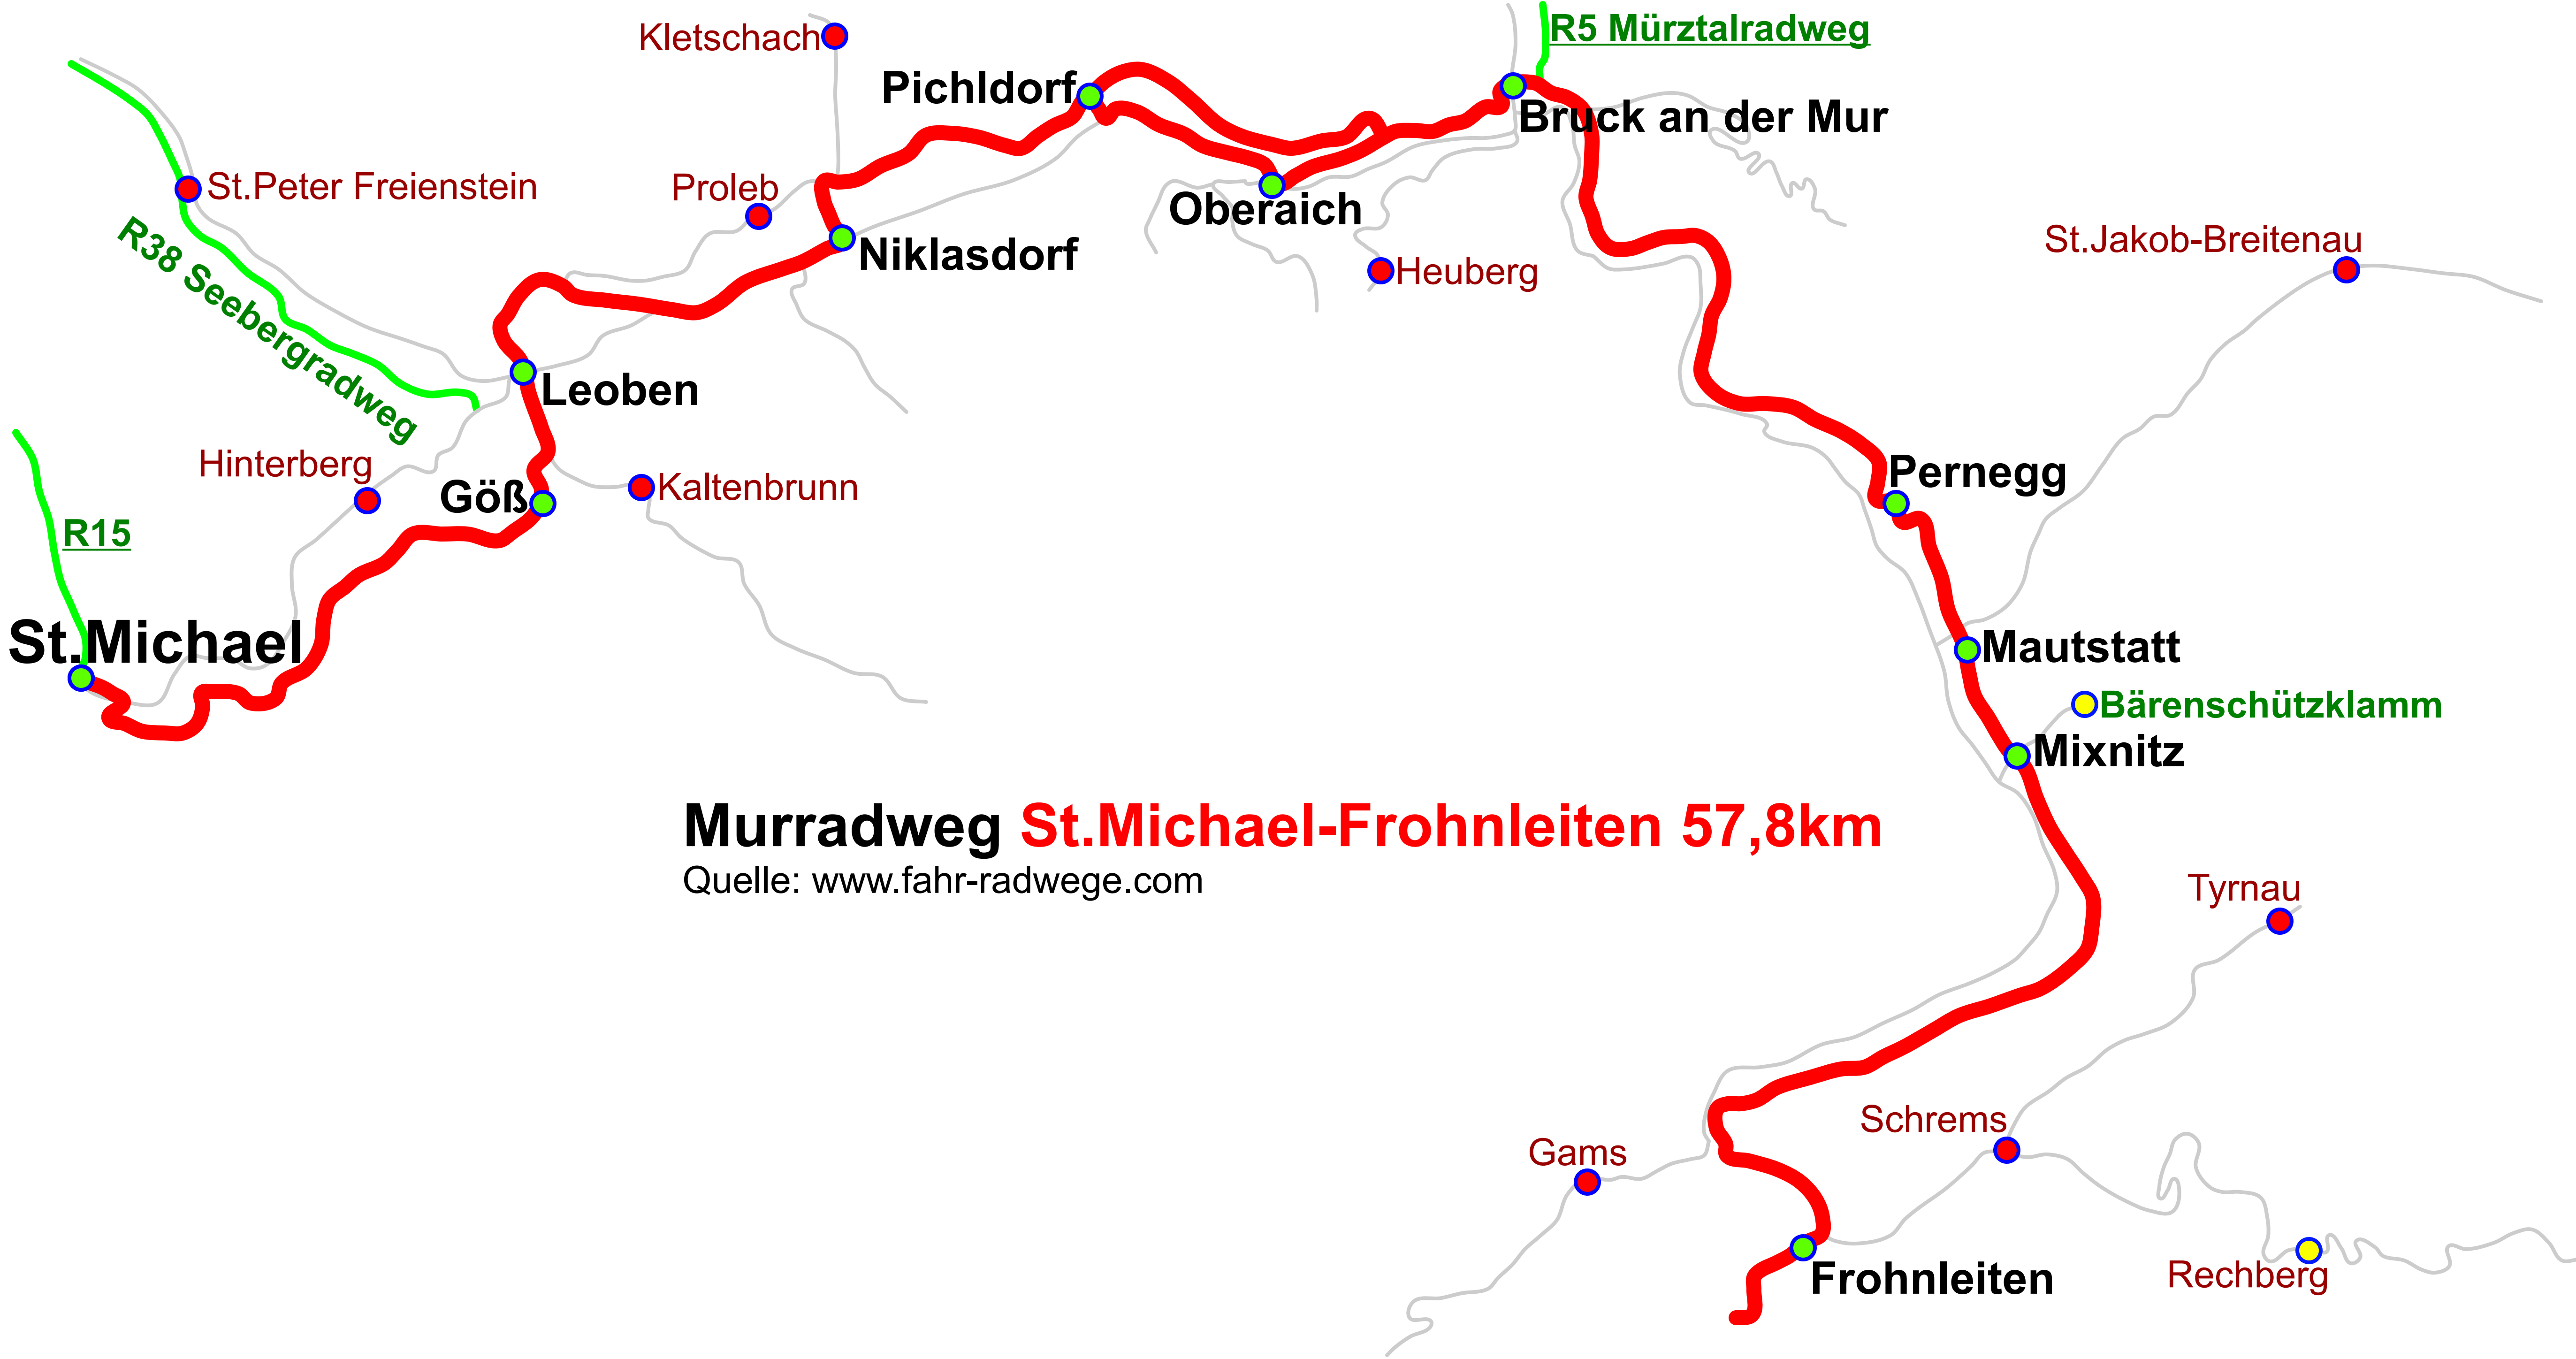 R5 Mürztalradweg
Kletschach
Pichldorf
Bruck an der Mur
St.Peter Freienstein
Proleb
Oberaich
R38 Seebergradweg
Niklasdorf
Heuberg
St.Jakob-Breitenau
Leoben
Hinterberg
Göß
Kaltenbrunn
Pernegg
R15
St.Michael
Mautstatt
Bärenschützklamm
Mixnitz
Murradweg St.Michael-Frohnleiten 57,8km
Quelle: www.fahr-radwege.com
Tyrnau
Schrems
Gams
Frohnleiten
Rechberg